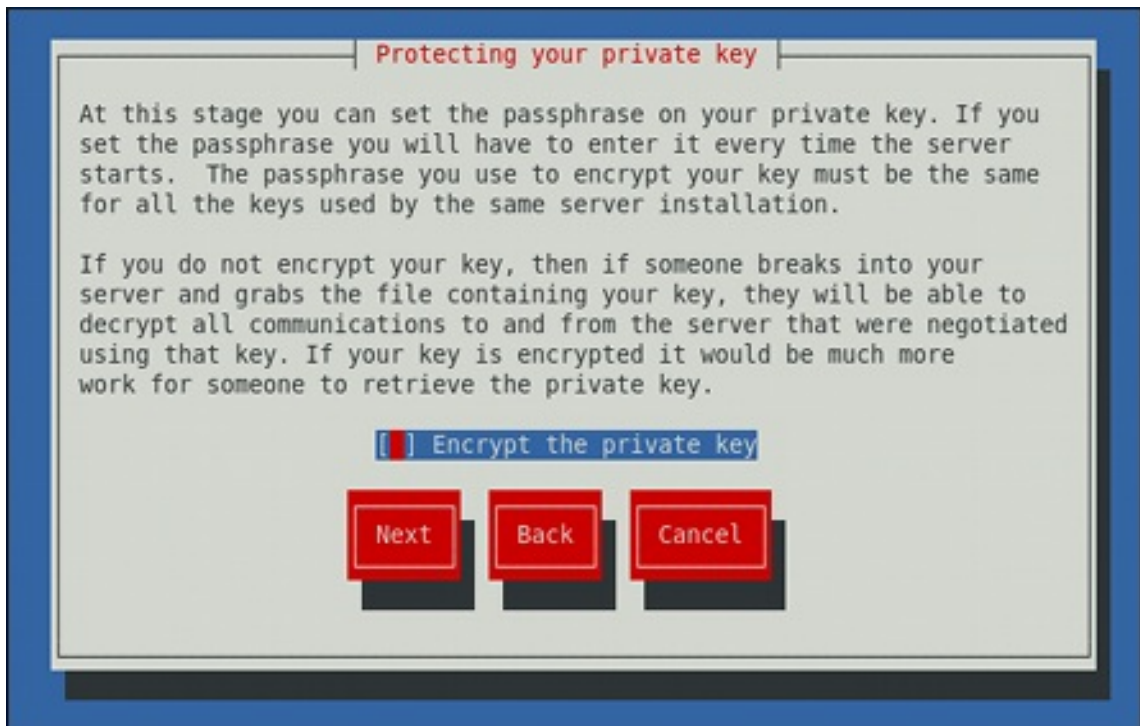 Protecting your private key
At this stage you can set the passphrase on your private key. If you
set the passphrase you will have to enter it every time the server
starts.  The passphrase you use to encrypt your key must be the same
for all the keys used by the same server installation.
If you do not encrypt your key, then if someone breaks into your
server and grabs the file containing your key, they will be able to
decrypt all communications to and from the server that were negotiated
using that key. If your key is encrypted it would be much more
work for someone to retrieve the private key.
[ ] Encrypt the private key
Next Back Cancel